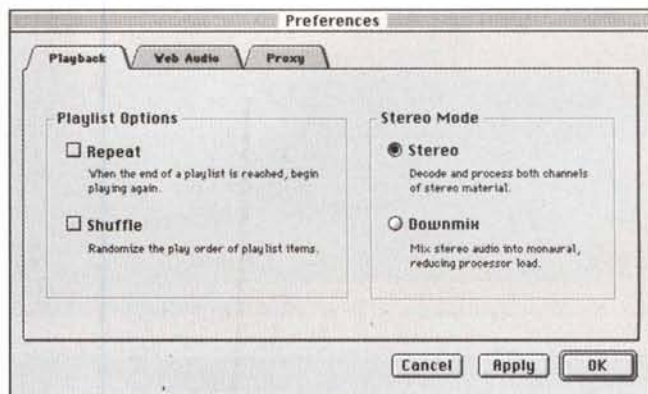 Preferences
Playback
Web Audio
Proxy
Playlist Options
Repeat
When the end of a playlist is reached, begin
playing again.
Shuffle
Randomize the play order of playlist items.
Stereo Mode
Stereo
Decode and process both channels
of stereo material.
Downmix
Mix stereo audio into monaural,
reducing processor load.
Cancel
Apply
OK